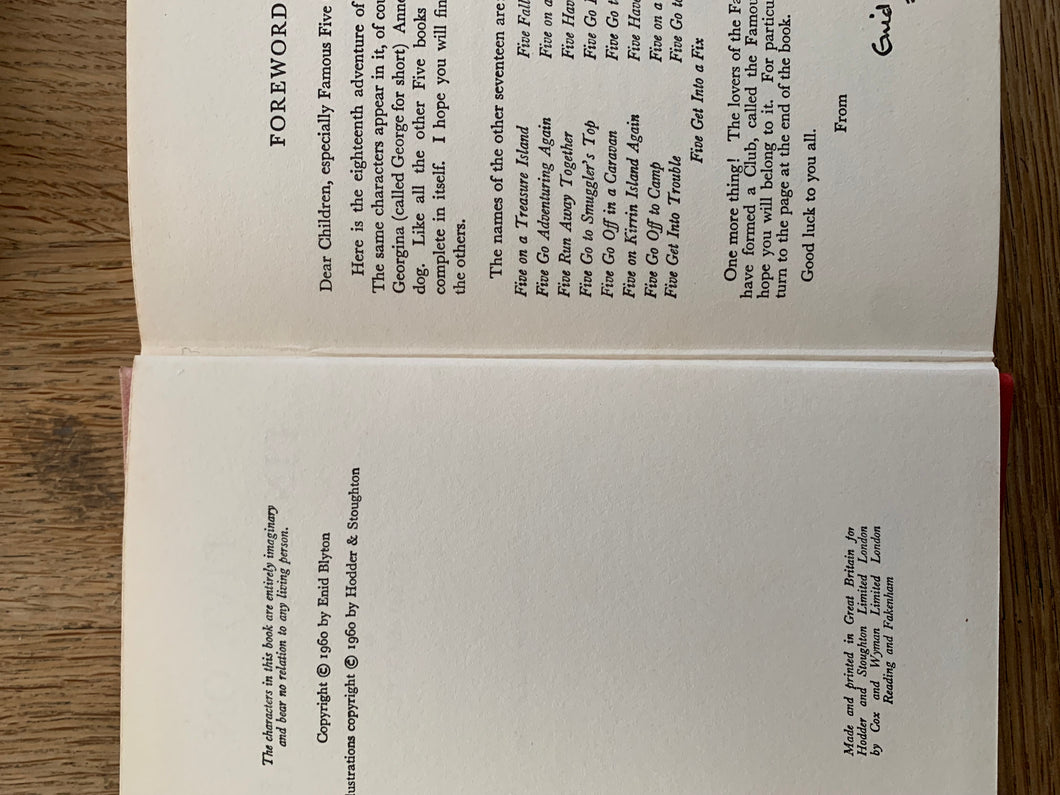 The characters in this book are entirely imaginary
and bear no relation to any living person.
Copyright © 1960 by Enid Blyton
lustrations copyright © 1960 by Hodder & Stoughton
Made and printed in Great Britain for
Hodder and Stoughton Limited London
by Cox and Wyman Limited London
Reading and Fakenham
FOREWORD
Dear Children, especially Famous Five
Here is the eighteenth adventure of
The same characters appear in it, of cou
Georgina (called George for short) Anne
dog. Like all the other Five books
complete in itself. I hope you will fin
the others.
The names of the other seventeen are
Five on a Treasure Island Five Fall
Five Go Adventuring Again Five on a
Five Run Away Together Five Hav
Five Go to Smuggler's Top Five Go
Five Go Off in a Caravan Five Go t
Five on Kirrin Island Again Five Have
Five Go Off to Camp Five on a
Five Get Into Trouble Five Go to
Five Get Into a Fix
One more thing! The lovers of the Fa
have formed a Club, called the Famou
hope you will belong to it. For particu
turn to the page at the end of the book.
Good luck to you all.
From
Enid